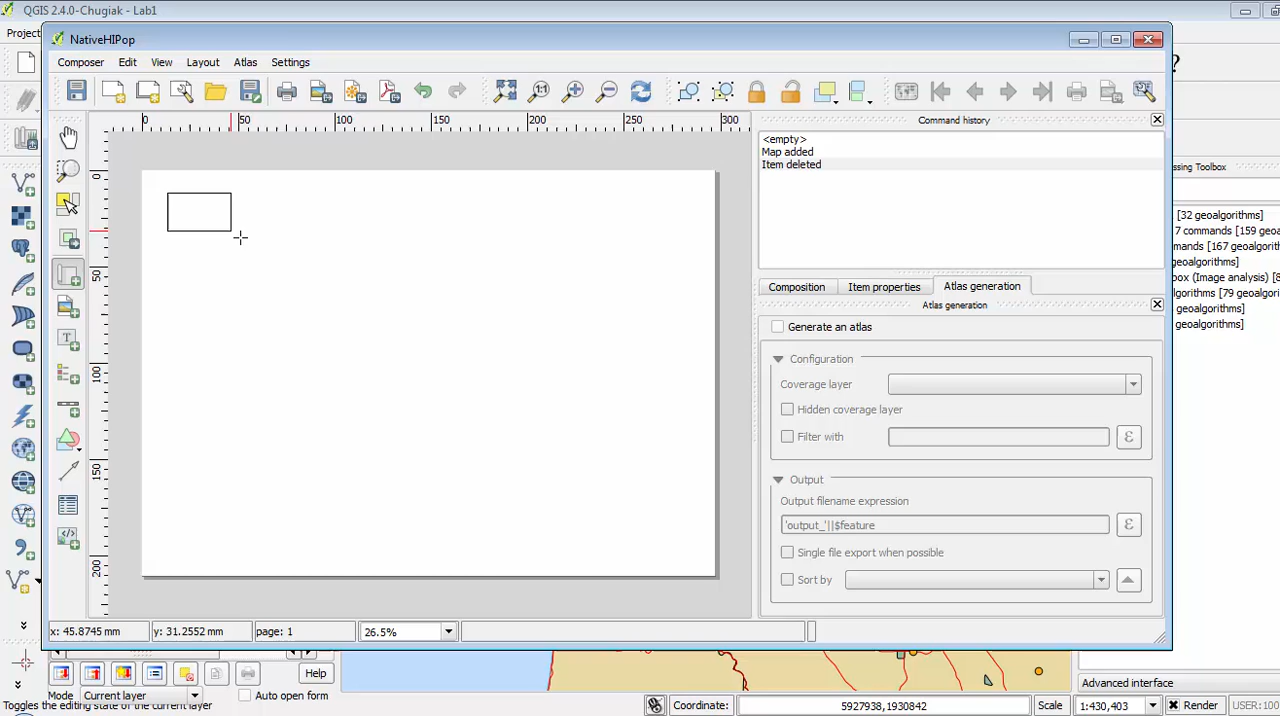 QGIS 2.4.0-Chugiak - Lab1
Project
NativeHIPop
Composer Edit View Layout Atlas Settings
0 50 100 150 200 250 300
0
50
100
150
200
Command history
<empty>
Map added
Item deleted
Composition Item properties Atlas generation
Atlas generation
Generate an atlas
Configuration
Coverage layer
Hidden coverage layer
Filter with
ε
Output
Output filename expression
'output_'||$feature
ε
Single file export when possible
Sort by
x: 45.8745 mm y: 31.2552 mm page: 1 26.5%
?
ssing Toolbox
s [32 geoalgorithms]
7 commands [159 geoa
mmands [167 geoalgor
geoalgorithms]
box (Image analysis) [8
algorithms [79 geoalgor
geoalgorithms]
geoalgorithms]
Help
Advanced interface
Mode Current layer Auto open form
Toggles the editing state of the current layer
Coordinate: 5927938,1930842 Scale 1:430,403 Render USER:100